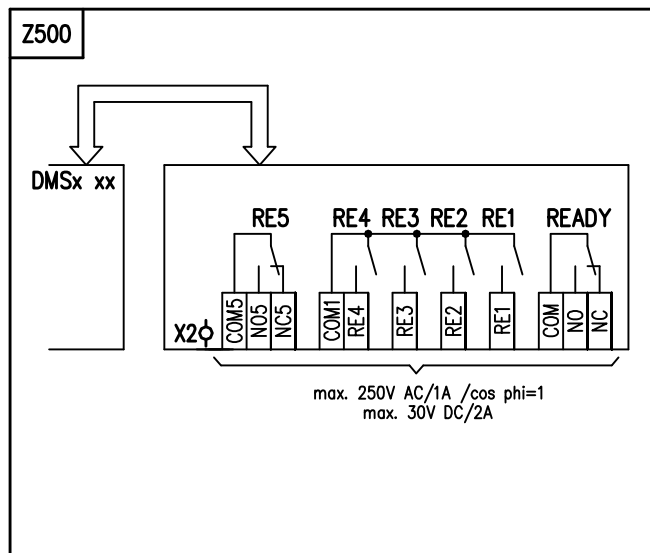 Z500
DMSx xx
RE5 RE4 RE3 RE2 RE1 READY
X2
COM5 NO5 NC5 COM1 RE4 RE3 RE2 RE1 COM NO NC
max. 250V AC/1A /cos phi=1
max. 30V DC/2A